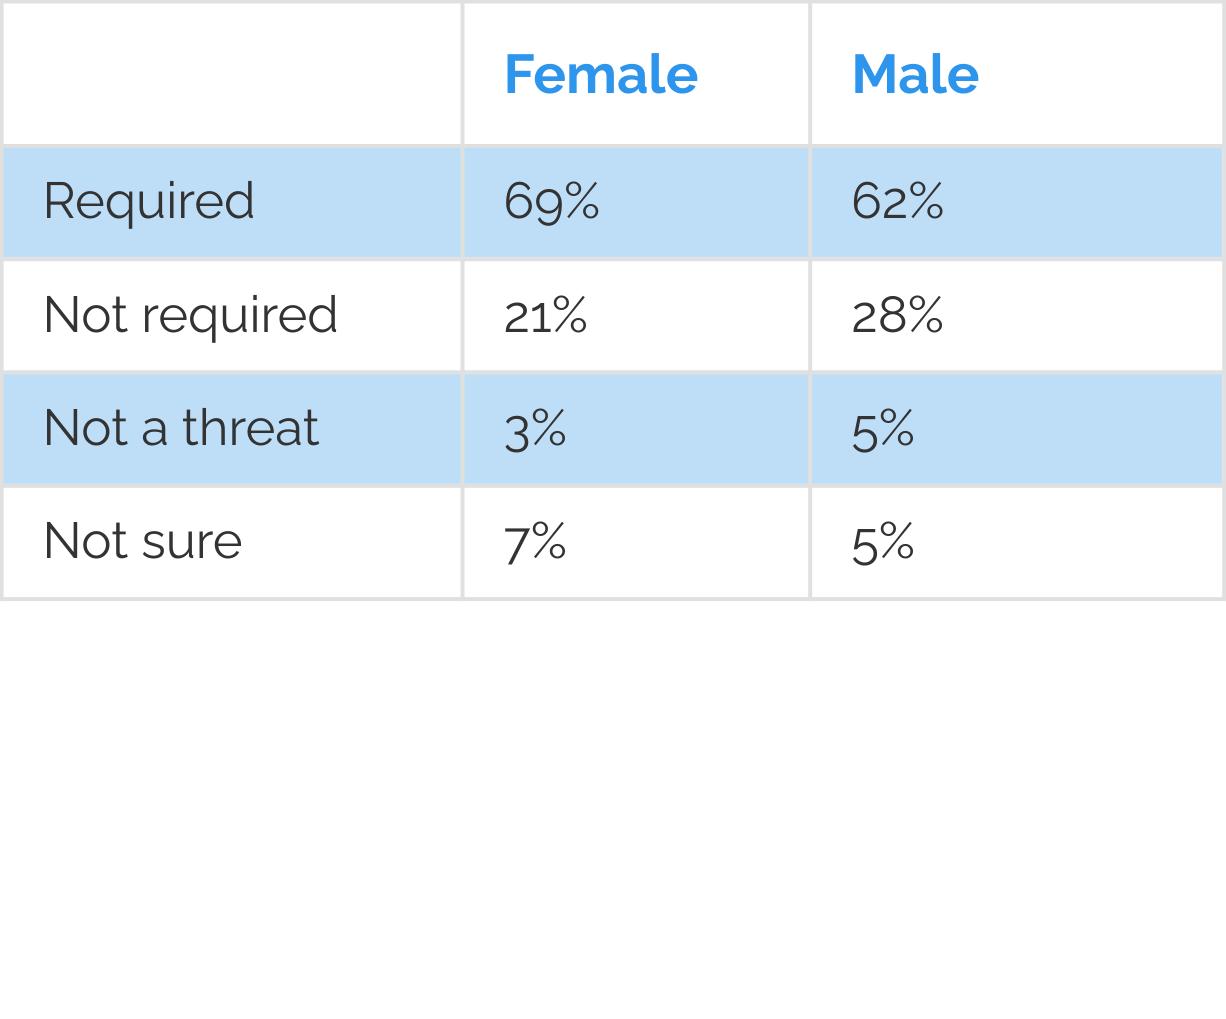 Female Male
Required 69% 62%
Not required 21% 28%
Not a threat 3% 5%
Not sure 7% 5%